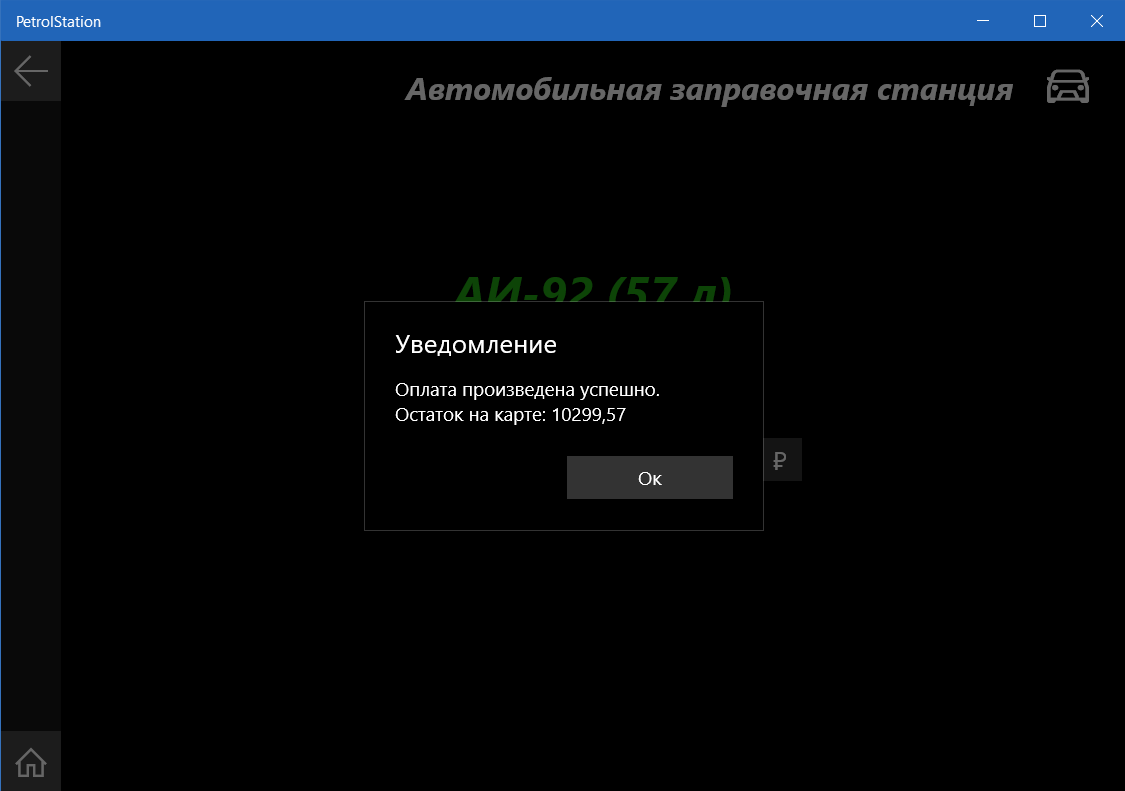 PetrolStation
Автомобильная заправочная станция
АИ-92 (57 л)
Уведомление
Оплата произведена успешно.
Остаток на карте: 10299,57
₽
Ок